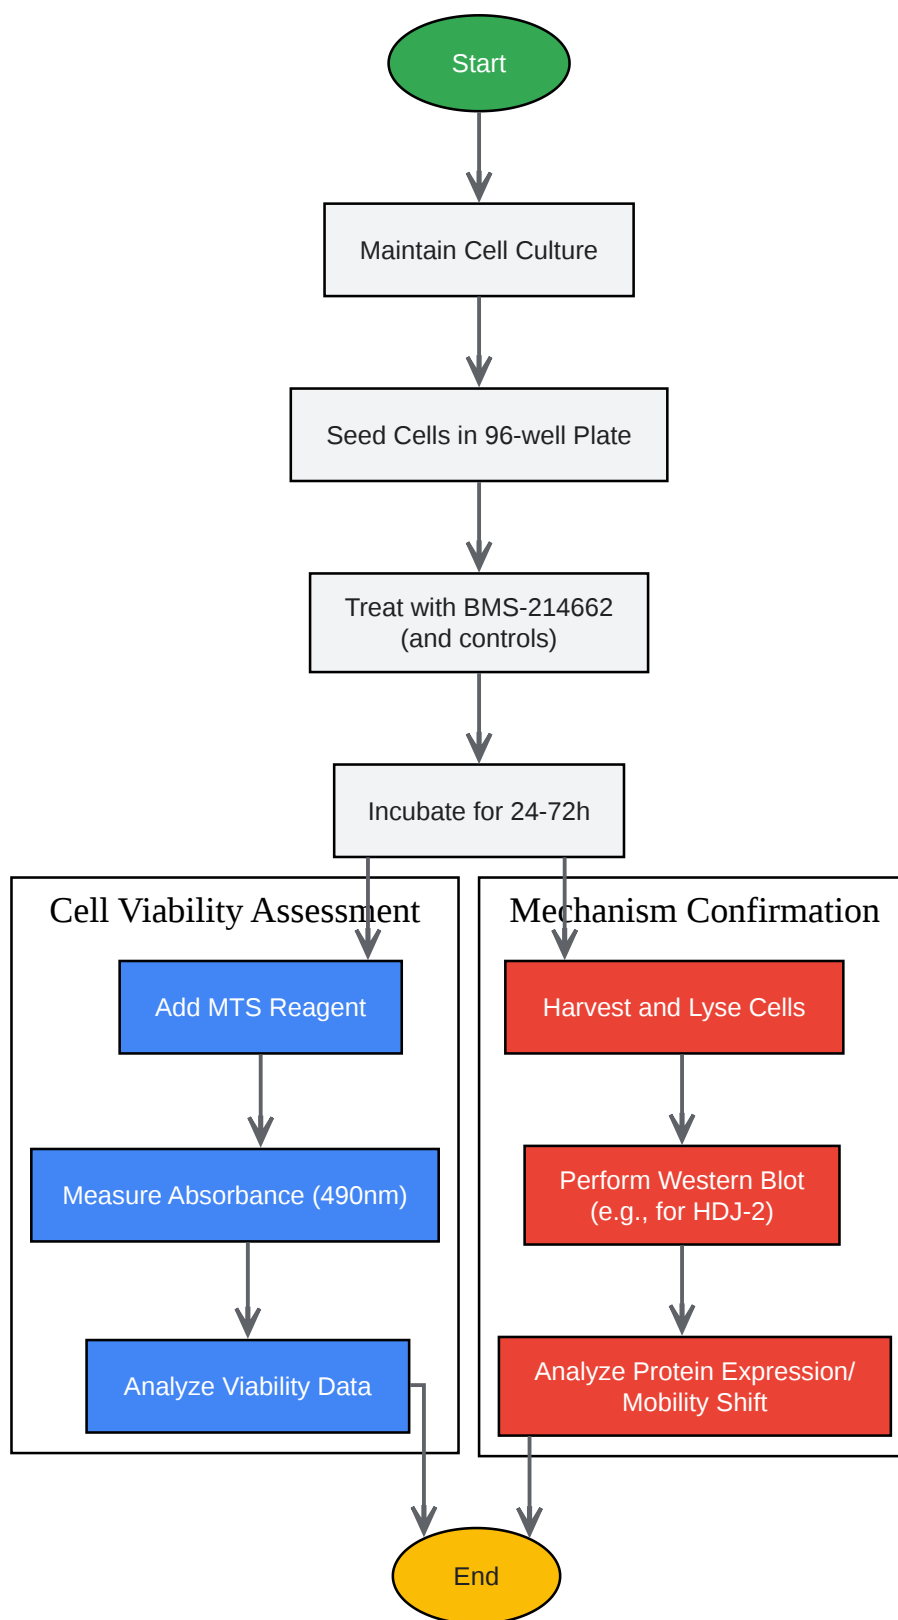 Start
Maintain Cell Culture
Seed Cells in 96-well Plate
Treat with BMS-214662
(and controls)
Incubate for 24-72h
Cell Viability Assessment
Add MTS Reagent
Measure Absorbance (490nm)
Analyze Viability Data
Mechanism Confirmation
Harvest and Lyse Cells
Perform Western Blot
(e.g., for HDJ-2)
Analyze Protein Expression/
Mobility Shift
End